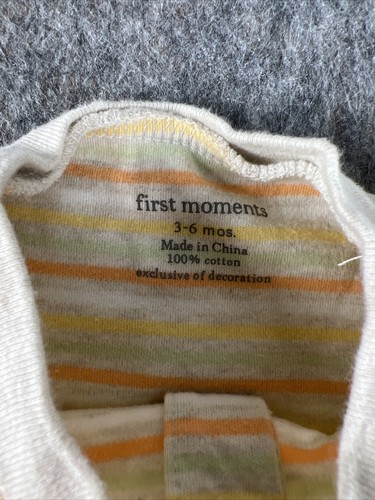 first moments
3-6 mos.
Made in China
100% cotton
exclusive of decoration